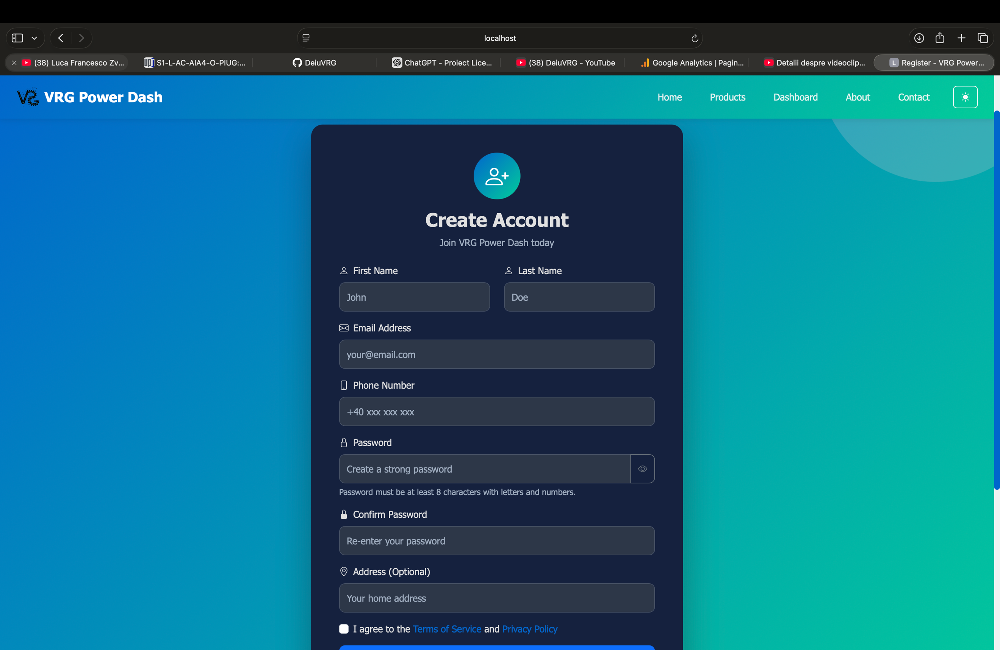 localhost
(38) Luca Francesco Zv...
S1-L-AC-AIA4-O-PIUG:...
DeiuVRG
ChatGPT - Proiect Lice...
(38) DeiuVRG - YouTube
Google Analytics | Pagin...
Detalii despre videoclip...
L Register - VRG Power...
VRG Power Dash
Home
Products
Dashboard
About
Contact
Create Account
Join VRG Power Dash today
First Name
Last Name
John
Doe
Email Address
your@email.com
Phone Number
+40 xxx xxx xxx
Password
Create a strong password
Password must be at least 8 characters with letters and numbers.
Confirm Password
Re-enter your password
Address (Optional)
Your home address
I agree to the Terms of Service and Privacy Policy